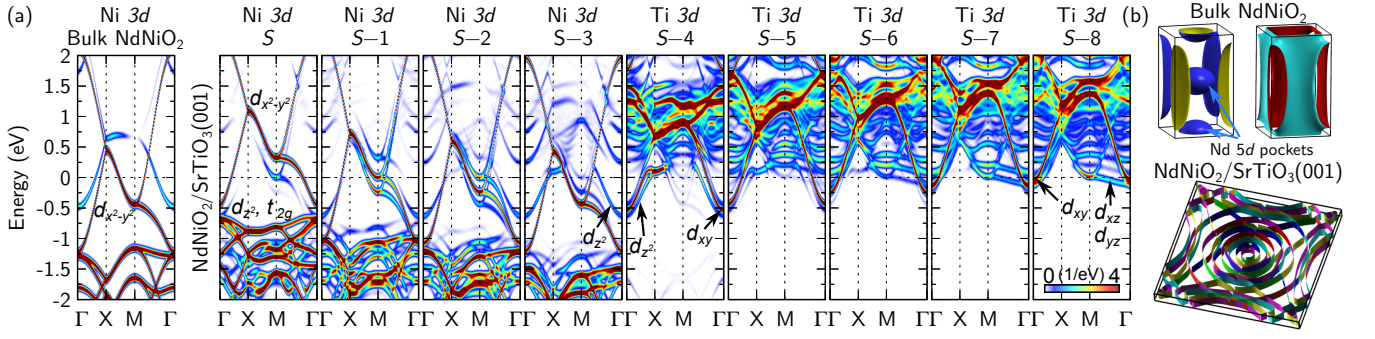 (a)
Ni 3d
Bulk NdNiO2
Ni 3d
S
Ni 3d
S−1
Ni 3d
S−2
Ni 3d
S−3
Ti 3d
S−4
Ti 3d
S−5
Ti 3d
S−6
Ti 3d
S−7
Ti 3d
S−8
Energy (eV)
2
1.5
1
0.5
0
-0.5
-1
-1.5
-2
dx²-y²
Γ X M Γ
NdNiO2/SrTiO3(001)
dx²-y²
dz², t2g
dz²
dz²
dxy
dxy
dxz
dyz
0 (1/eV) 4
Γ X M Γ X M Γ X M Γ X M Γ Γ X M Γ X M Γ X M Γ X M Γ X M Γ
(b)
Bulk NdNiO2
Nd 5d pockets
NdNiO2/SrTiO3(001)